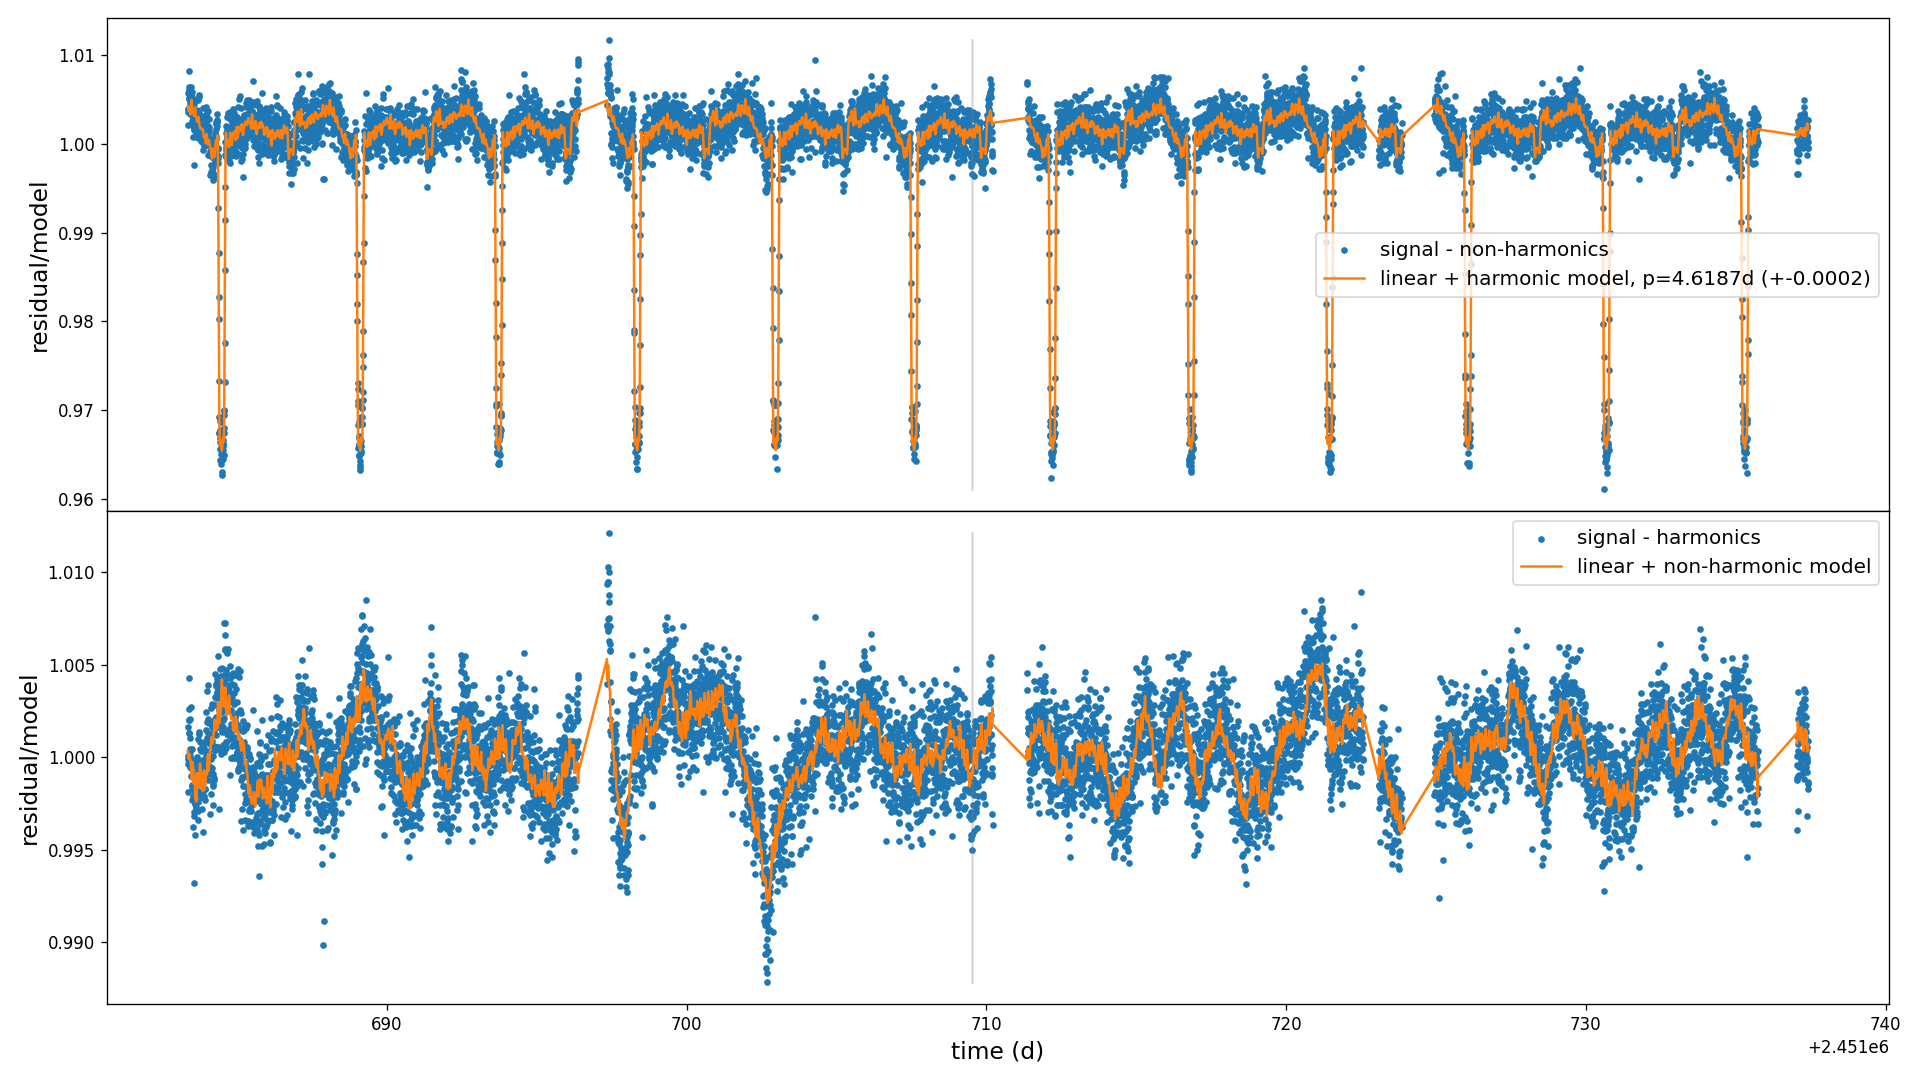 1.01
1.00
0.99
0.98
0.97
0.96
residual/model
signal - non-harmonics
linear + harmonic model, p=4.6187d (+-0.0002)
1.010
1.005
1.000
0.995
0.990
residual/model
signal - harmonics
linear + non-harmonic model
690
700
710
720
730
740
time (d)
+2.451e6